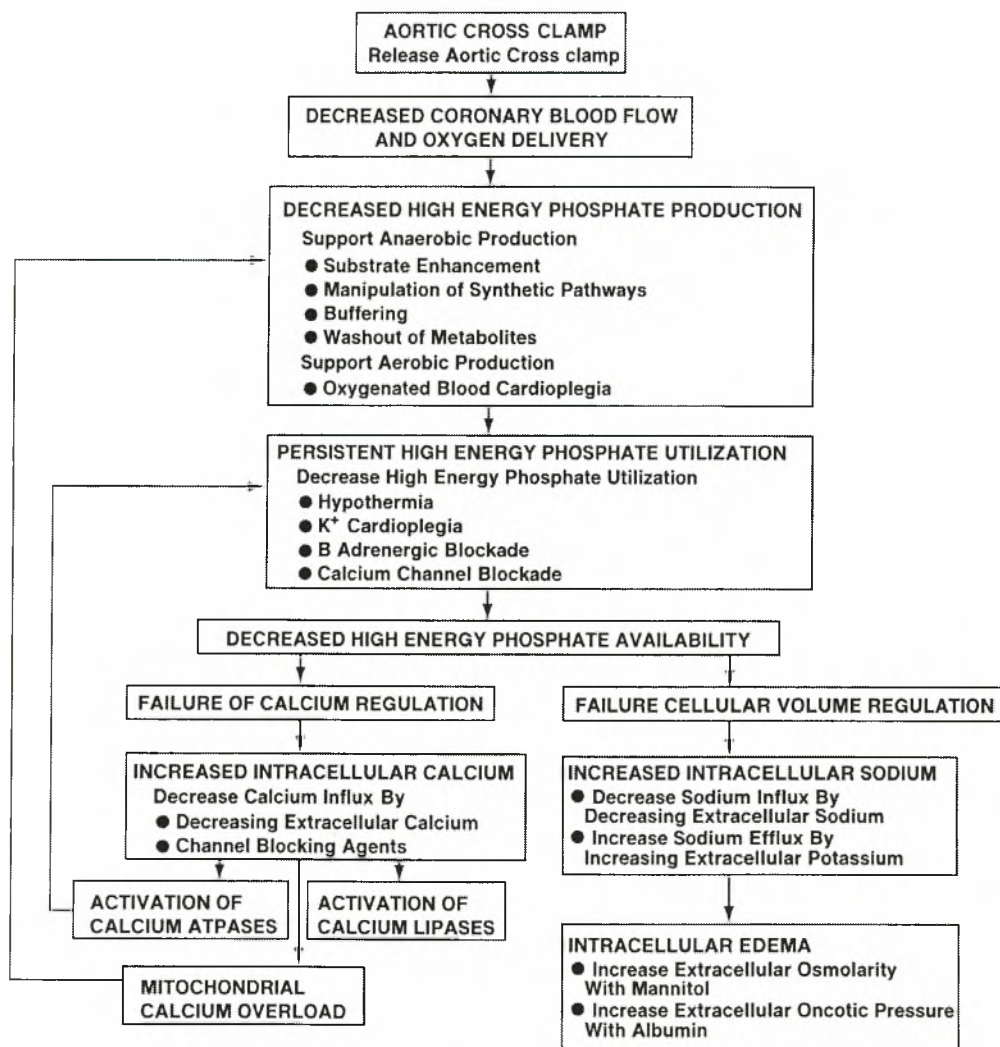 AORTIC CROSS CLAMP
Release Aortic Cross clamp
DECREASED CORONARY BLOOD FLOW
AND OXYGEN DELIVERY
DECREASED HIGH ENERGY PHOSPHATE PRODUCTION
Support Anaerobic Production
● Substrate Enhancement
● Manipulation of Synthetic Pathways
● Buffering
● Washout of Metabolites
Support Aerobic Production
● Oxygenated Blood Cardioplegia
PERSISTENT HIGH ENERGY PHOSPHATE UTILIZATION
Decrease High Energy Phosphate Utilization
● Hypothermia
● K⁺ Cardioplegia
● B Adrenergic Blockade
● Calcium Channel Blockade
DECREASED HIGH ENERGY PHOSPHATE AVAILABILITY
FAILURE OF CALCIUM REGULATION
INCREASED INTRACELLULAR CALCIUM
Decrease Calcium Influx By
● Decreasing Extracellular Calcium
● Channel Blocking Agents
ACTIVATION OF
CALCIUM ATPASES
ACTIVATION OF
CALCIUM LIPASES
MITOCHONDRIAL
CALCIUM OVERLOAD
FAILURE CELLULAR VOLUME REGULATION
INCREASED INTRACELLULAR SODIUM
● Decrease Sodium Influx By
Decreasing Extracellular Sodium
● Increase Sodium Efflux By
Increasing Extracellular Potassium
INTRACELLULAR EDEMA
● Increase Extracellular Osmolarity
With Mannitol
● Increase Extracellular Oncotic Pressure
With Albumin